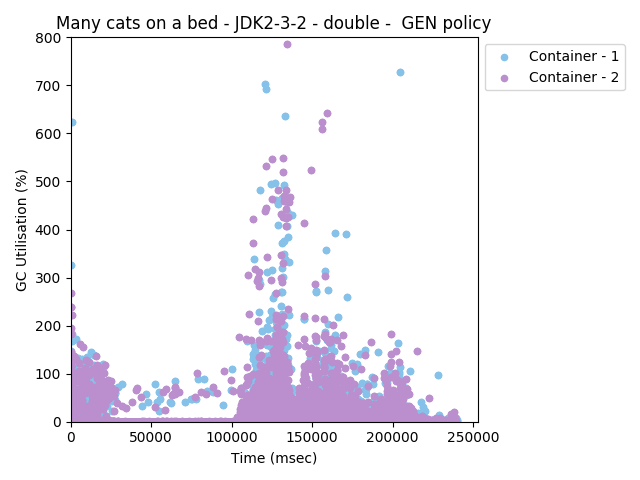 Many cats on a bed - JDK2-3-2 - double -  GEN policy
Container - 1
Container - 2
GC Utilisation (%)
800
700
600
500
400
300
200
100
0
0 50000 100000 150000 200000 250000
Time (msec)